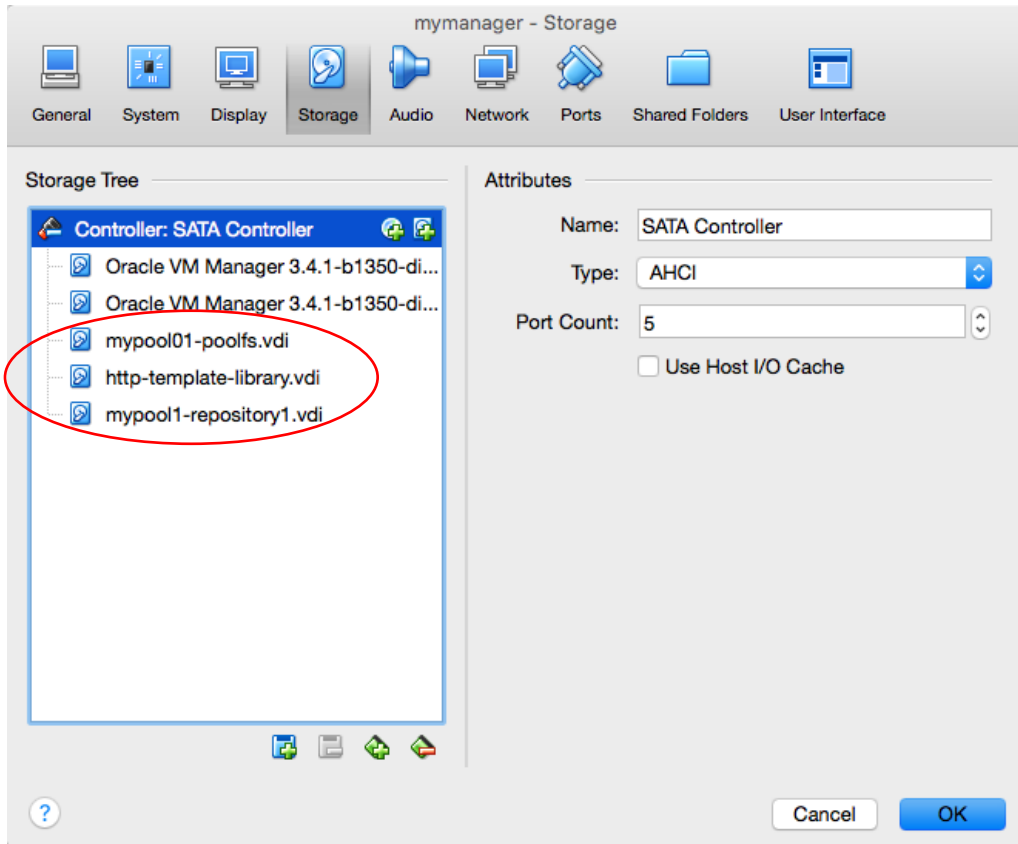 mymanager - Storage
General System Display Storage Audio Network Ports Shared Folders User Interface
Storage Tree
Controller: SATA Controller
Oracle VM Manager 3.4.1-b1350-di...
Oracle VM Manager 3.4.1-b1350-di...
mypool01-poolfs.vdi
http-template-library.vdi
mypool1-repository1.vdi
Attributes
Name: SATA Controller
Type: AHCI
Port Count: 5
Use Host I/O Cache
?
Cancel OK